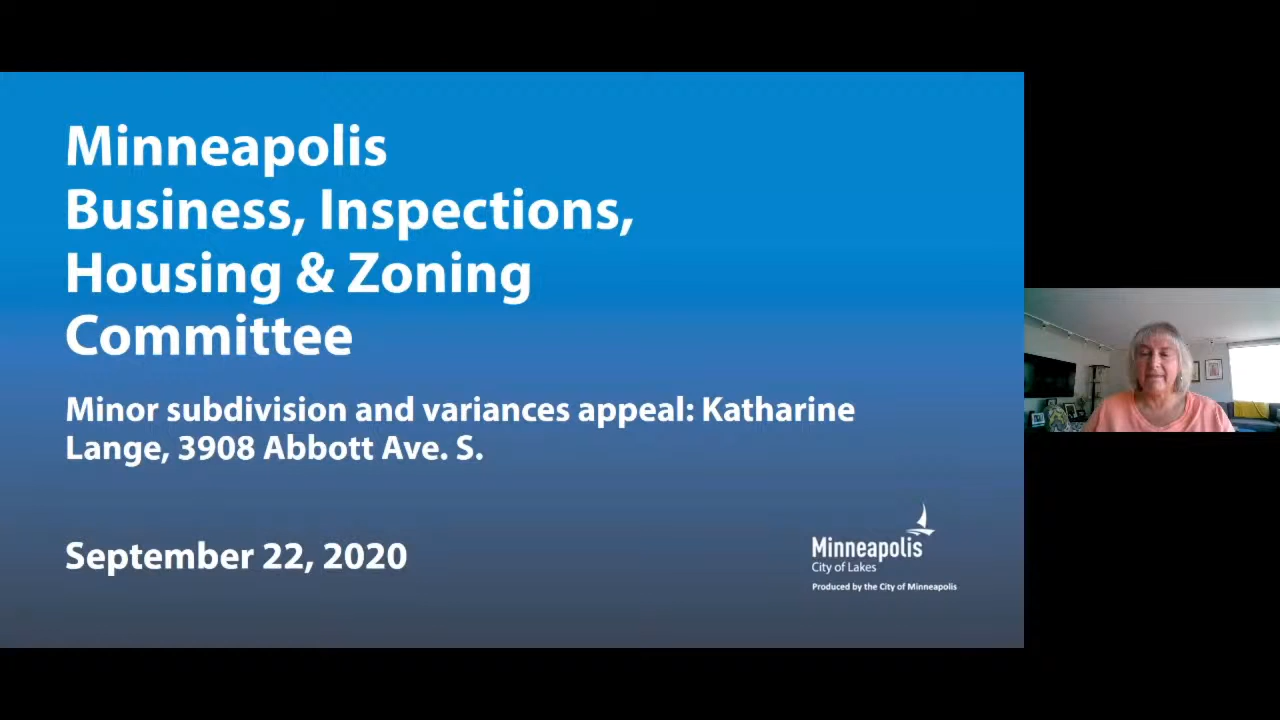 Minneapolis
Business, Inspections,
Housing & Zoning
Committee
Minor subdivision and variances appeal: Katharine
Lange, 3908 Abbott Ave. S.
September 22, 2020
Minneapolis
City of Lakes
Produced by the City of Minneapolis